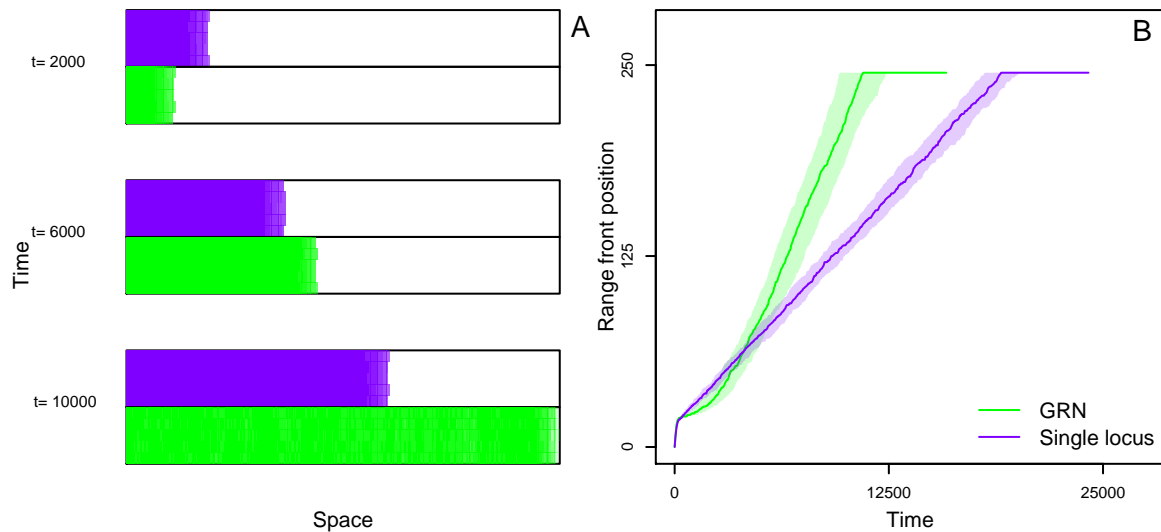 A
t= 2000
t= 6000
t= 10000
Time
Space
B
250
125
0
Range front position
GRN
Single locus
0 12500 25000
Time